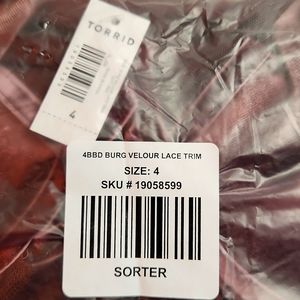 TORRID
4
4BBD BURG VELOUR LACE TRIM
SIZE: 4
SKU # 19058599
SORTER